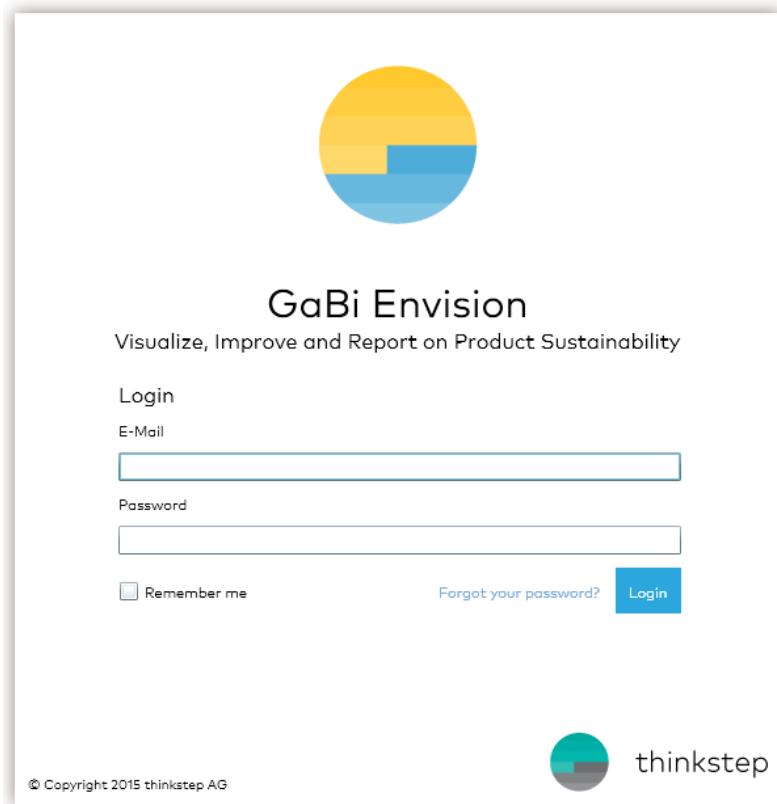 GaBi Envision
Visualize, Improve and Report on Product Sustainability
Login
E-Mail
Password
Remember me
Forgot your password?
Login
thinkstep
© Copyright 2015 thinkstep AG